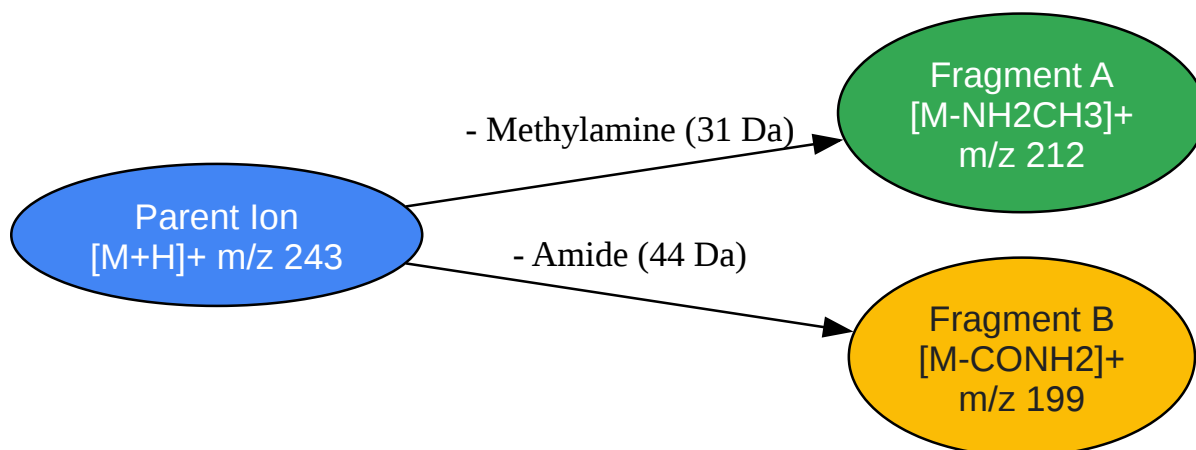 Parent Ion
[M+H]+ m/z 243
- Methylamine (31 Da)
- Amide (44 Da)
Fragment A
[M-NH2CH3]+
m/z 212
Fragment B
[M-CONH2]+
m/z 199